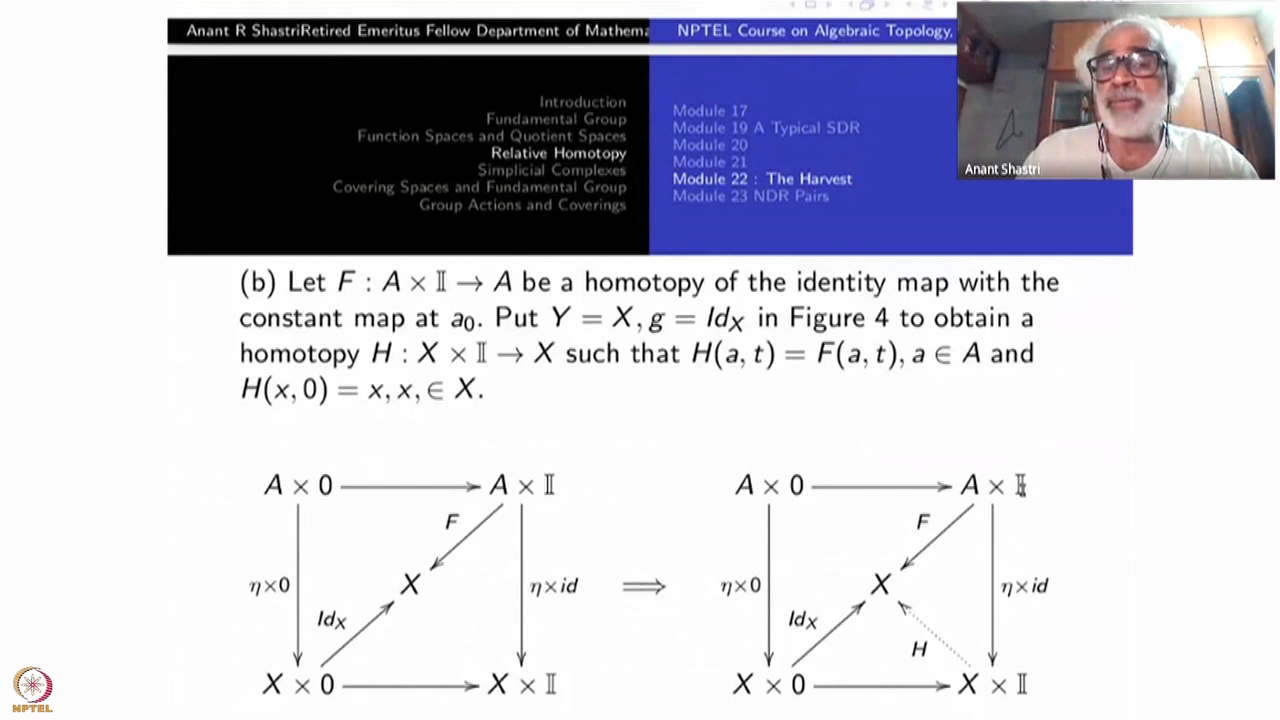 Anant R ShastriRetired Emeritus Fellow Department of Mathema
NPTEL Course on Algebraic Topology,
Introduction
Fundamental Group
Function Spaces and Quotient Spaces
Relative Homotopy
Simplicial Complexes
Covering Spaces and Fundamental Group
Group Actions and Coverings
Module 17
Module 19 A Typical SDR
Module 20
Module 21
Module 22 : The Harvest
Module 23 NDR Pairs
Anant Shastri
(b) Let F : A × 𝕀 → A be a homotopy of the identity map with the
constant map at a₀. Put Y = X, g = Id_X in Figure 4 to obtain a
homotopy H : X × 𝕀 → X such that H(a, t) = F(a, t), a ∈ A and
H(x, 0) = x, x, ∈ X.
A × 0 A × 𝕀
F
η×0 X η×id
Id_X
X × 0 X × 𝕀
⟹
A × 0 A × 𝕀
F
η×0 X η×id
Id_X H
X × 0 X × 𝕀
NPTEL